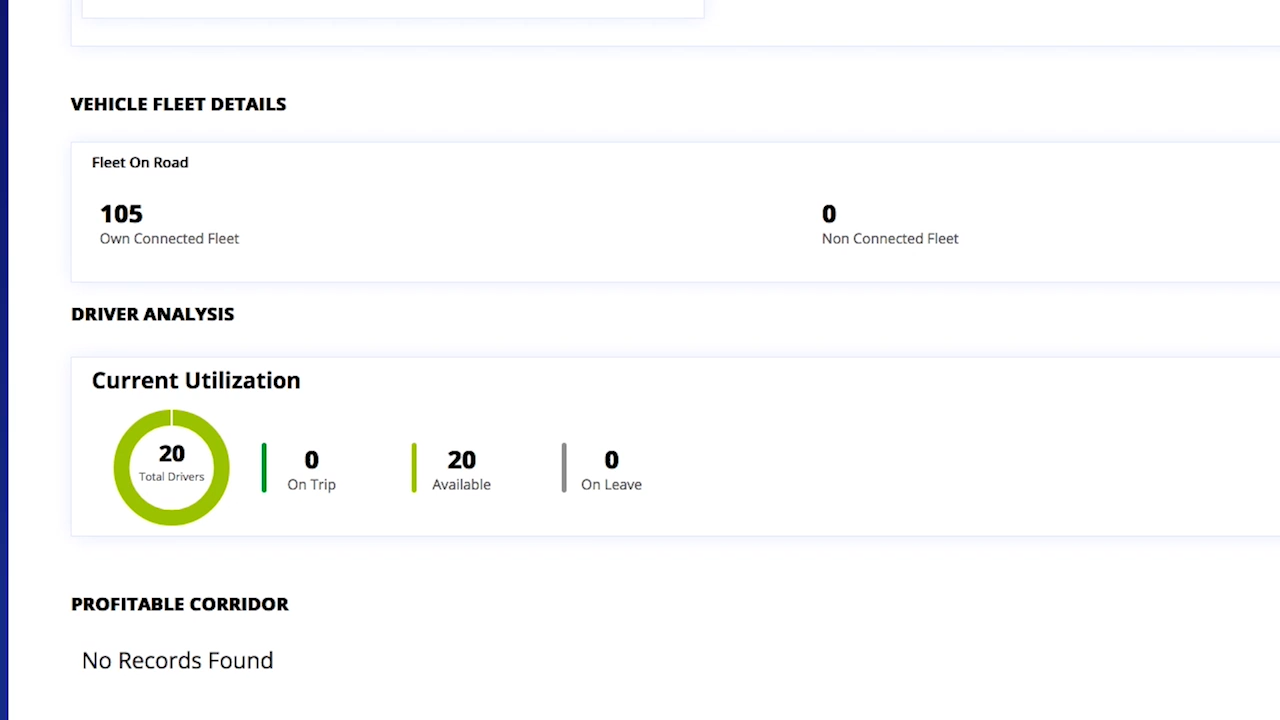 VEHICLE FLEET DETAILS
Fleet On Road
105
Own Connected Fleet
0
Non Connected Fleet
DRIVER ANALYSIS
Current Utilization
20
Total Drivers
0
On Trip
20
Available
0
On Leave
PROFITABLE CORRIDOR
No Records Found